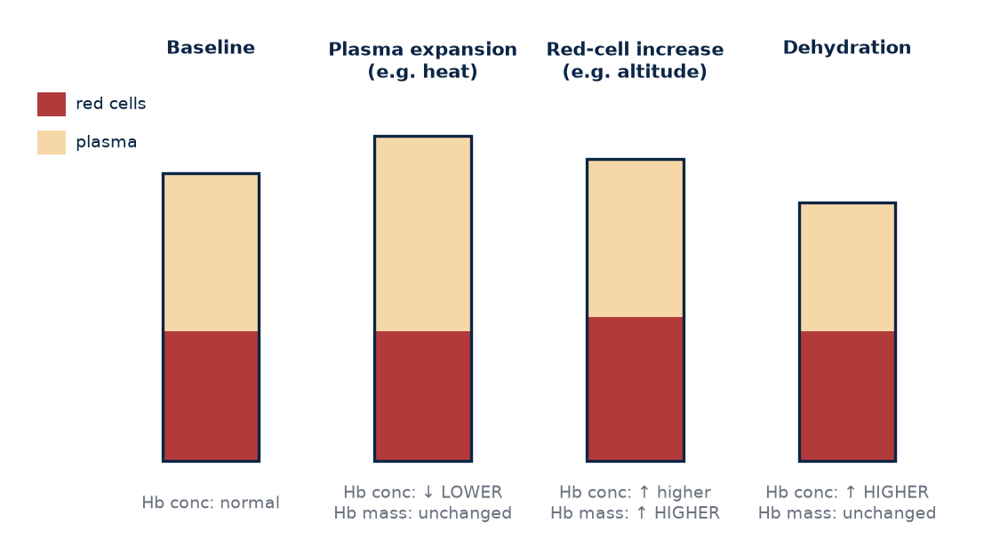 Baseline
Plasma expansion
(e.g. heat)
Red-cell increase
(e.g. altitude)
Dehydration
red cells
plasma
Hb conc: normal
Hb conc: ↓ LOWER
Hb mass: unchanged
Hb conc: ↑ higher
Hb mass: ↑ HIGHER
Hb conc: ↑ HIGHER
Hb mass: unchanged